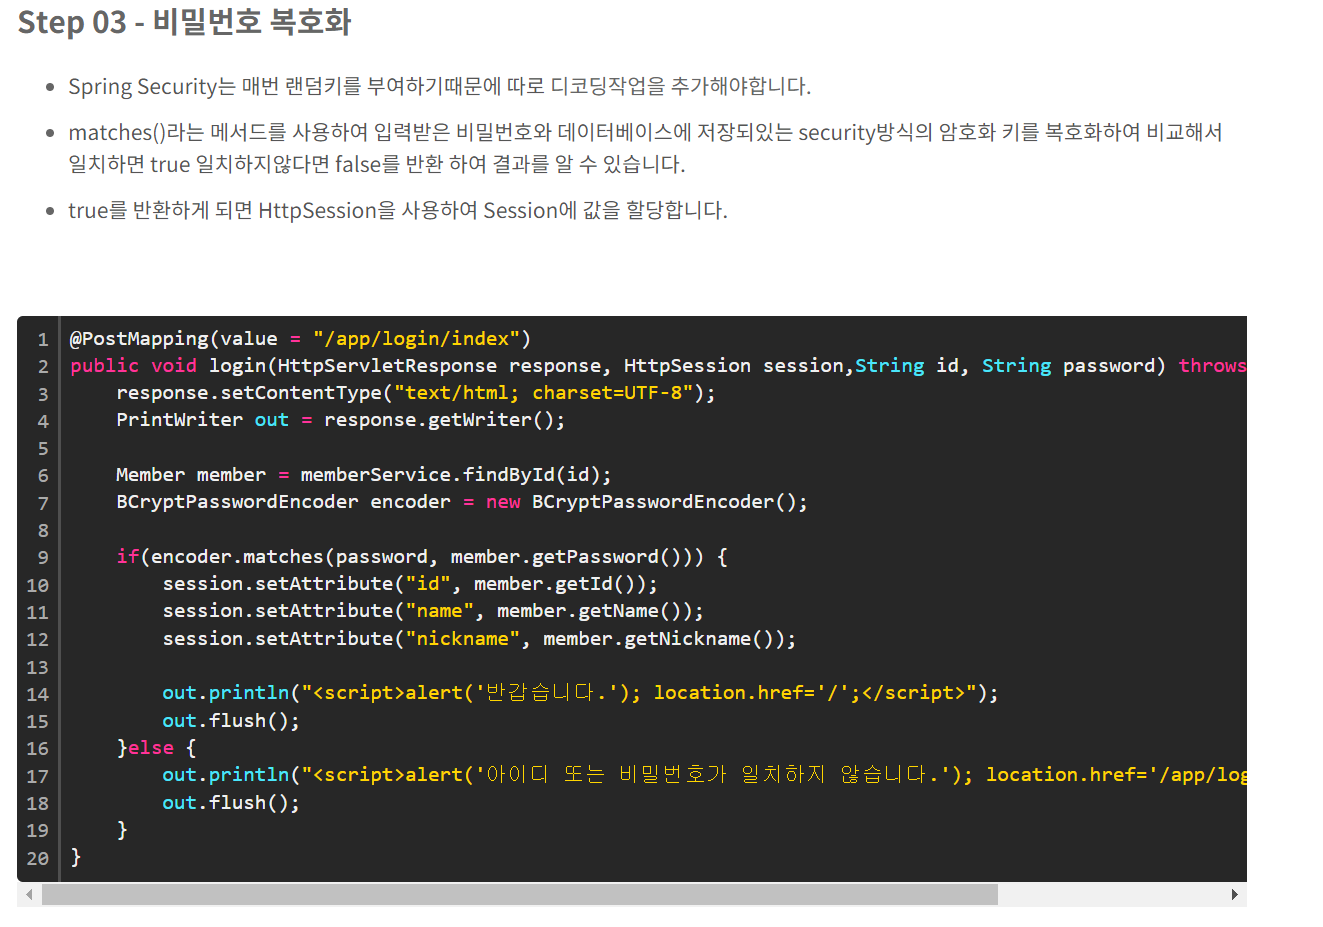 Step 03 - 비밀번호 복호화
• Spring Security는 매번 랜덤키를 부여하기때문에 따로 디코딩작업을 추가해야합니다.
• matches()라는 메서드를 사용하여 입력받은 비밀번호와 데이터베이스에 저장되있는 security방식의 암호화 키를 복호화하여 비교해서
일치하면 true 일치하지않다면 false를 반환 하여 결과를 알 수 있습니다.
• true를 반환하게 되면 HttpSession을 사용하여 Session에 값을 할당합니다.
1 @PostMapping(value = "/app/login/index")
2 public void login(HttpServletResponse response, HttpSession session,String id, String password) throws
3     response.setContentType("text/html; charset=UTF-8");
4     PrintWriter out = response.getWriter();
5
6     Member member = memberService.findById(id);
7     BCryptPasswordEncoder encoder = new BCryptPasswordEncoder();
8
9     if(encoder.matches(password, member.getPassword())) {
10         session.setAttribute("id", member.getId());
11         session.setAttribute("name", member.getName());
12         session.setAttribute("nickname", member.getNickname());
13
14         out.println("<script>alert('반갑습니다.'); location.href='/';</script>");
15         out.flush();
16     }else {
17         out.println("<script>alert('아이디 또는 비밀번호가 일치하지 않습니다.'); location.href='/app/log
18         out.flush();
19     }
20 }